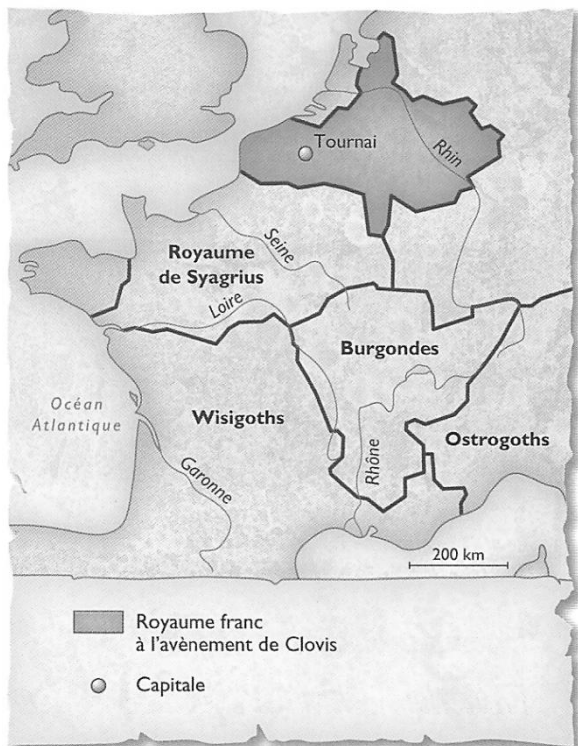 Tournai
Rhin
Seine
Royaume
de Syagrius
Loire
Burgondes
Océan
Atlantique
Wisigoths
Ostrogoths
Rhône
Garonne
200 km
Royaume franc
à l'avènement de Clovis
Capitale